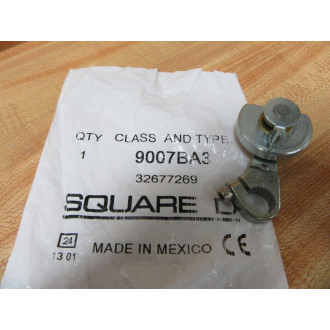 QTY CLASS AND TYPE
1 9007BA3
32677269
SQUARE D
24 MADE IN MEXICO CE
13 01